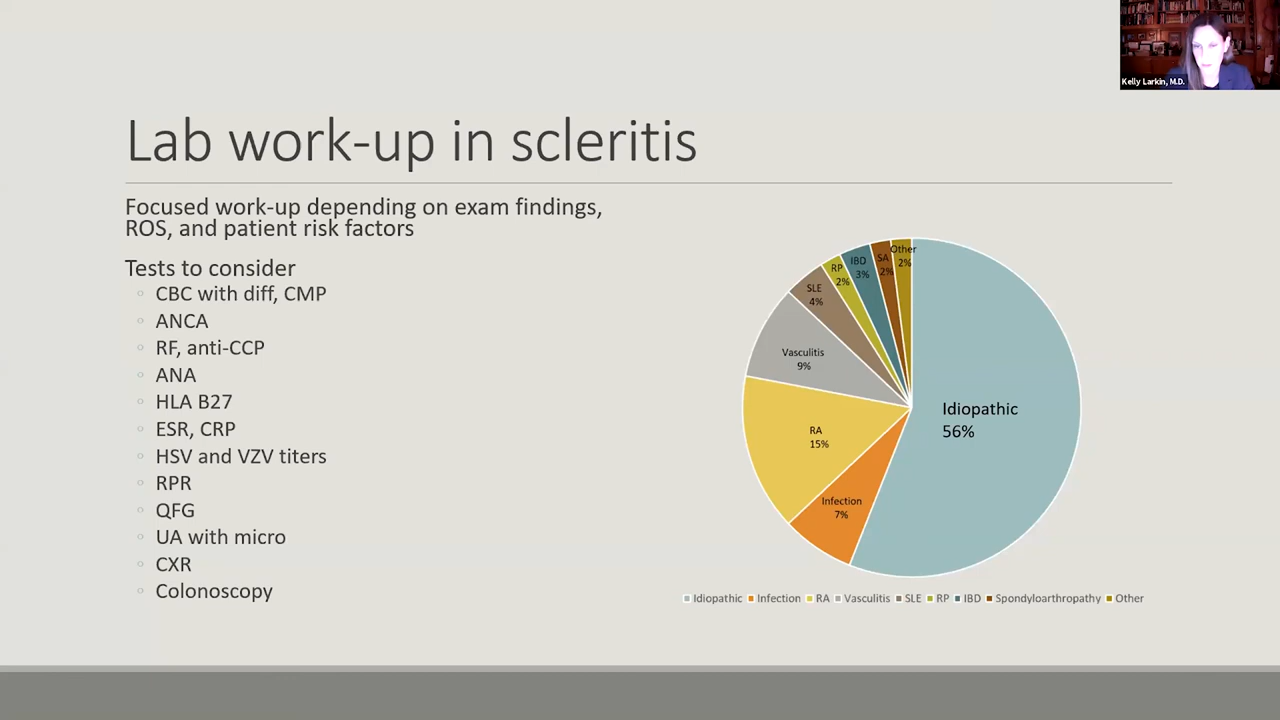 Kelly Larkin, M.D.
Lab work-up in scleritis
Focused work-up depending on exam findings,
ROS, and patient risk factors
Tests to consider
CBC with diff, CMP
ANCA
RF, anti-CCP
ANA
HLA B27
ESR, CRP
HSV and VZV titers
RPR
QFG
UA with micro
CXR
Colonoscopy
Other
2%
SA
2%
IBD
3%
RP
2%
SLE
4%
Vasculitis
9%
RA
15%
Infection
7%
Idiopathic
56%
Idiopathic Infection RA Vasculitis SLE RP IBD Spondyloarthropathy Other